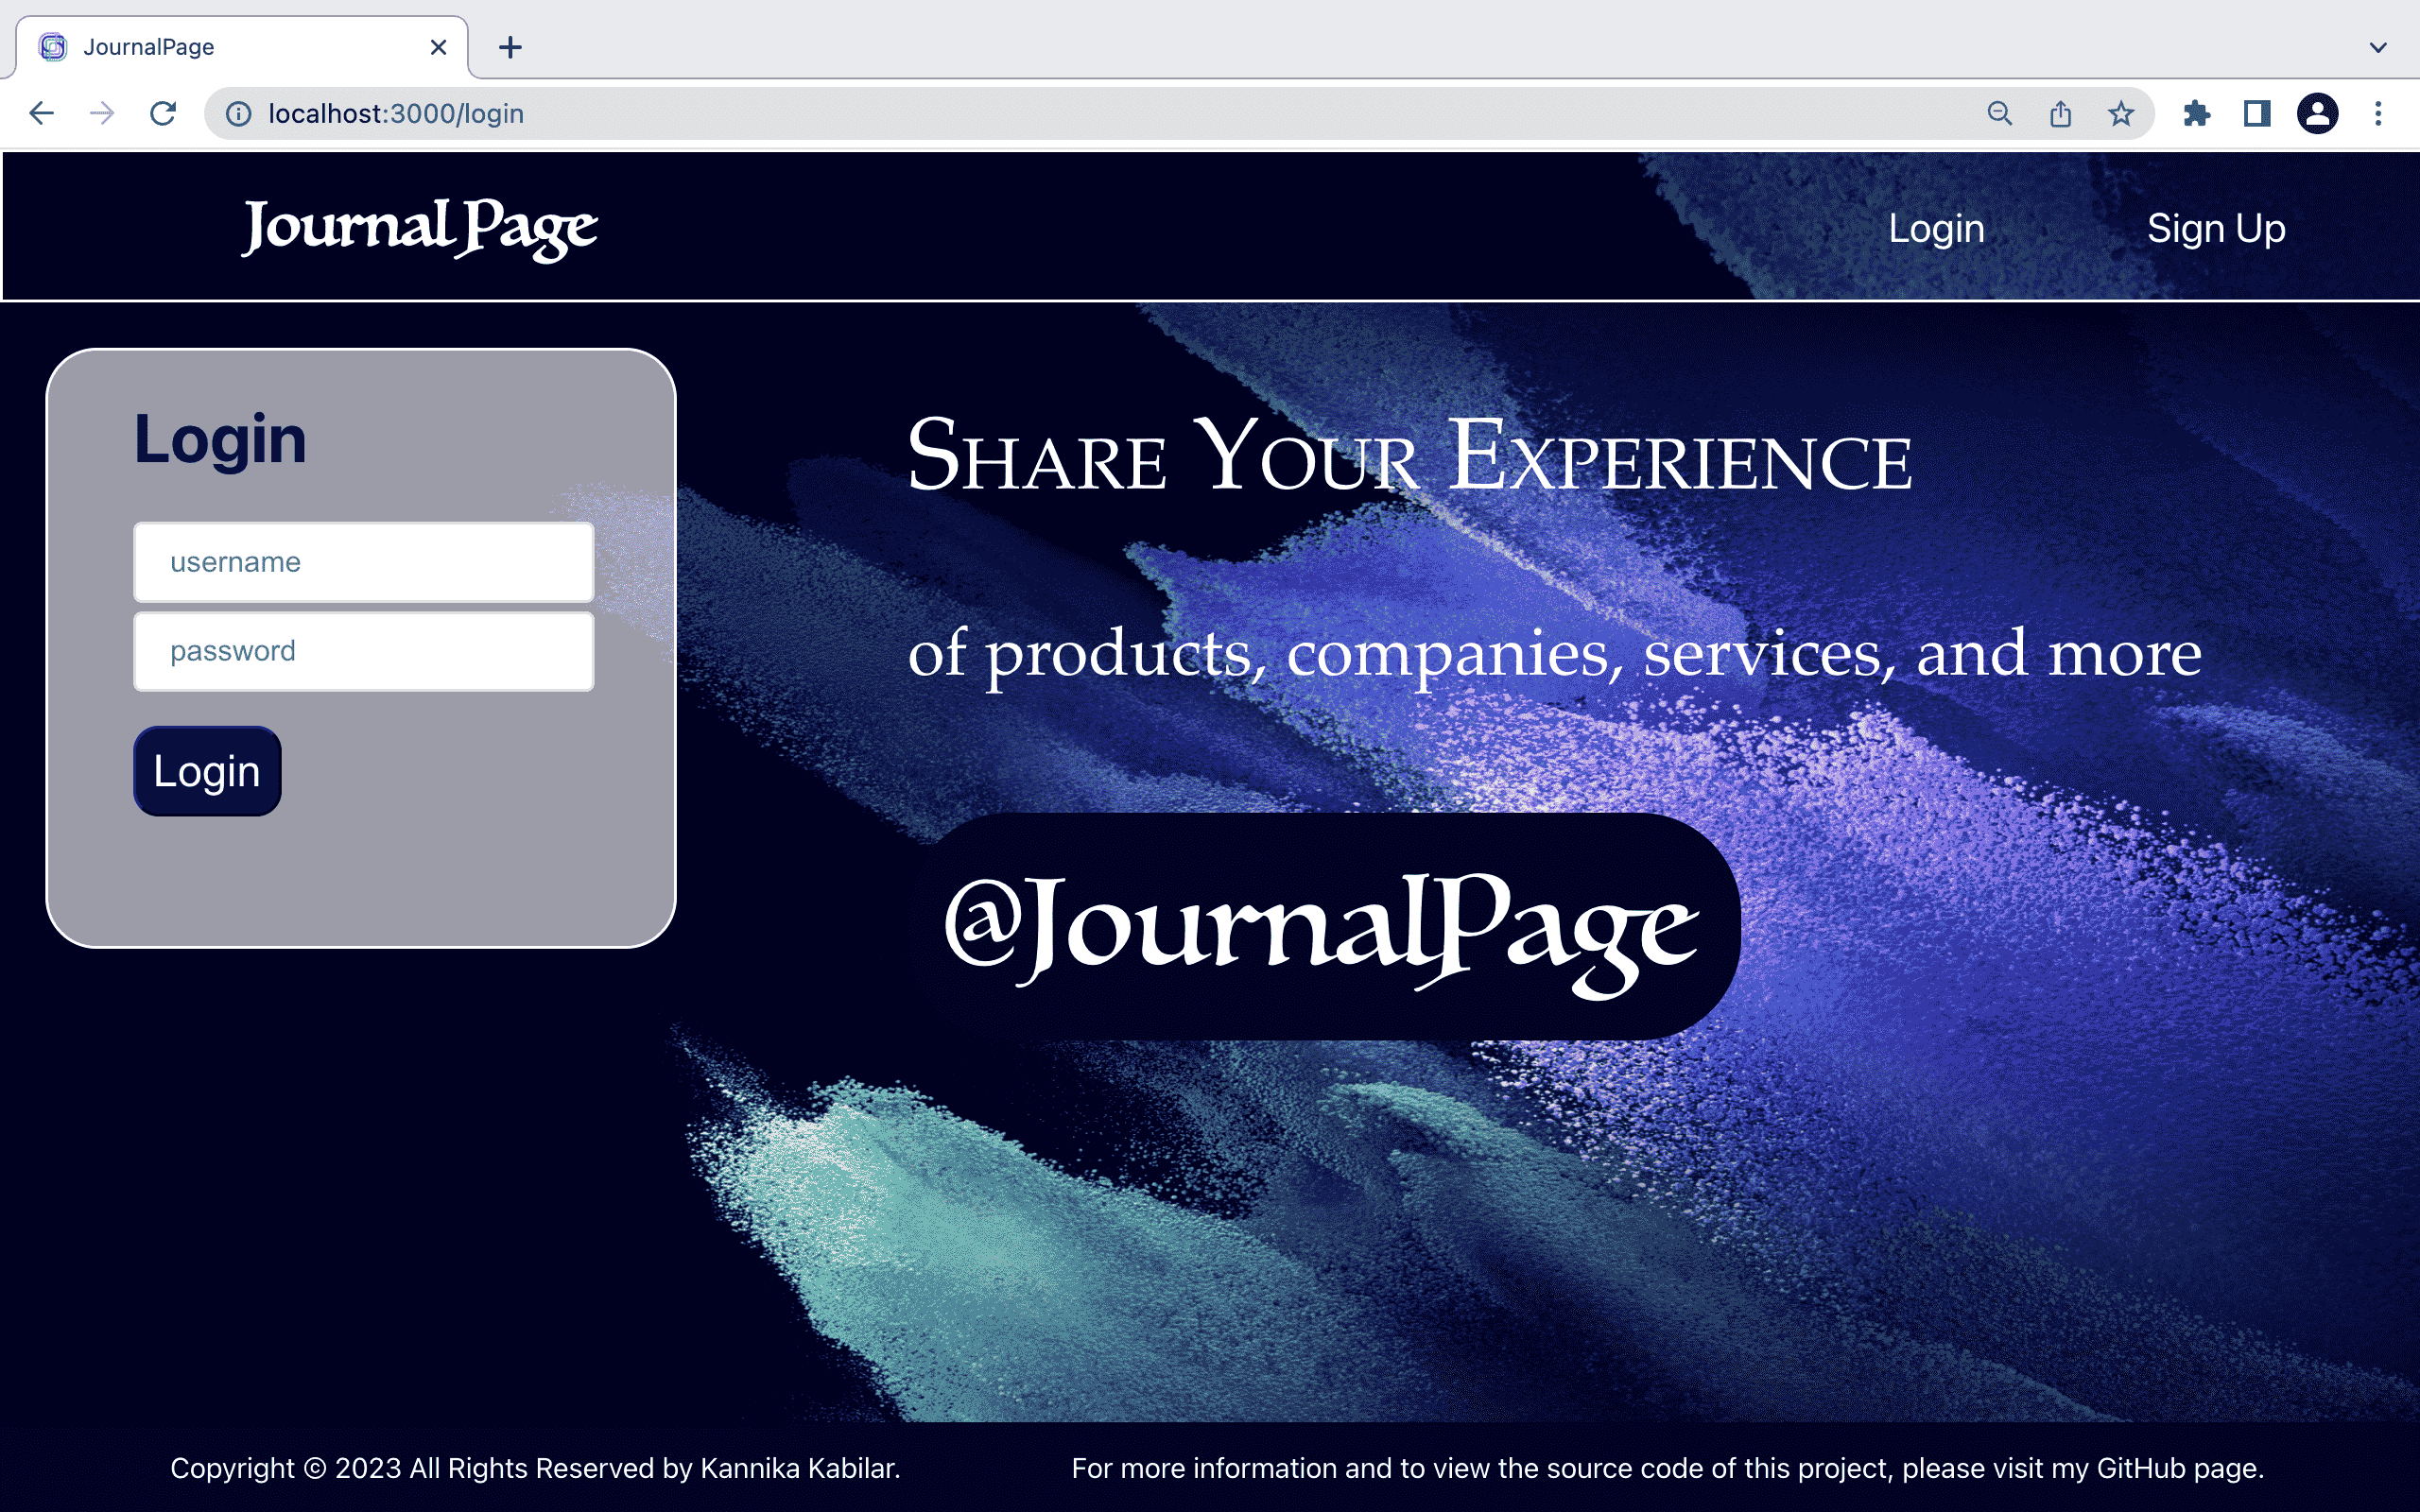 JournalPage
localhost:3000/login
Journal Page
Login
Sign Up
Login
username
password
Login
Share Your Experience
of products, companies, services, and more
@JournalPage
Copyright © 2023 All Rights Reserved by Kannika Kabilar.
For more information and to view the source code of this project, please visit my GitHub page.